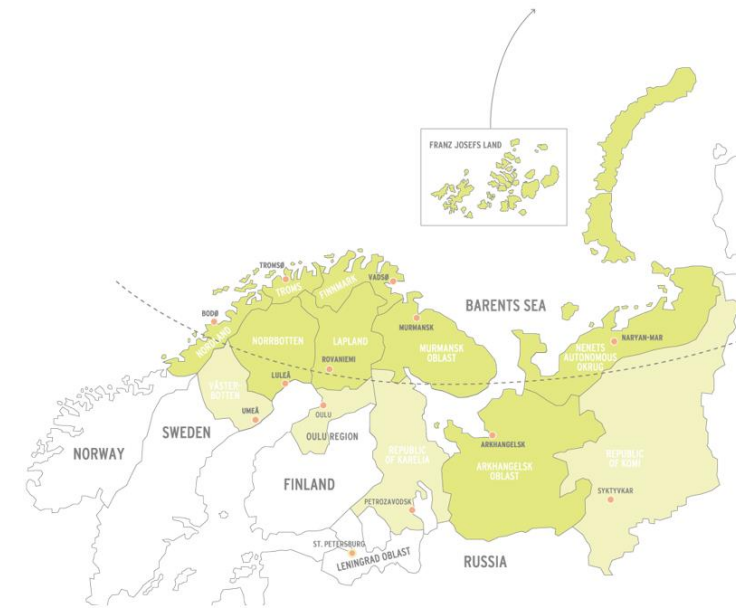 FRANZ JOSEFS LAND
TROMSØ
VADSØ
TROMS
FINNMARK
BARENTS SEA
BODØ
MURMANSK
NORDLAND
NORRBOTTEN
LAPLAND
MURMANSK
OBLAST
NARYAN-MAR
NENETS
AUTONOMOUS
OKRUG
ROVANIEMI
VÄSTER-
BOTTEN
LULEÅ
UMEÅ
OULU
OULU REGION
NORWAY
SWEDEN
FINLAND
REPUBLIC
OF KARELIA
ARKHANGELSK
ARKHANGELSK
OBLAST
REPUBLIC
OF KOMI
SYKTYVKAR
PETROZAVODSK
ST. PETERSBURG
LENINGRAD OBLAST
RUSSIA